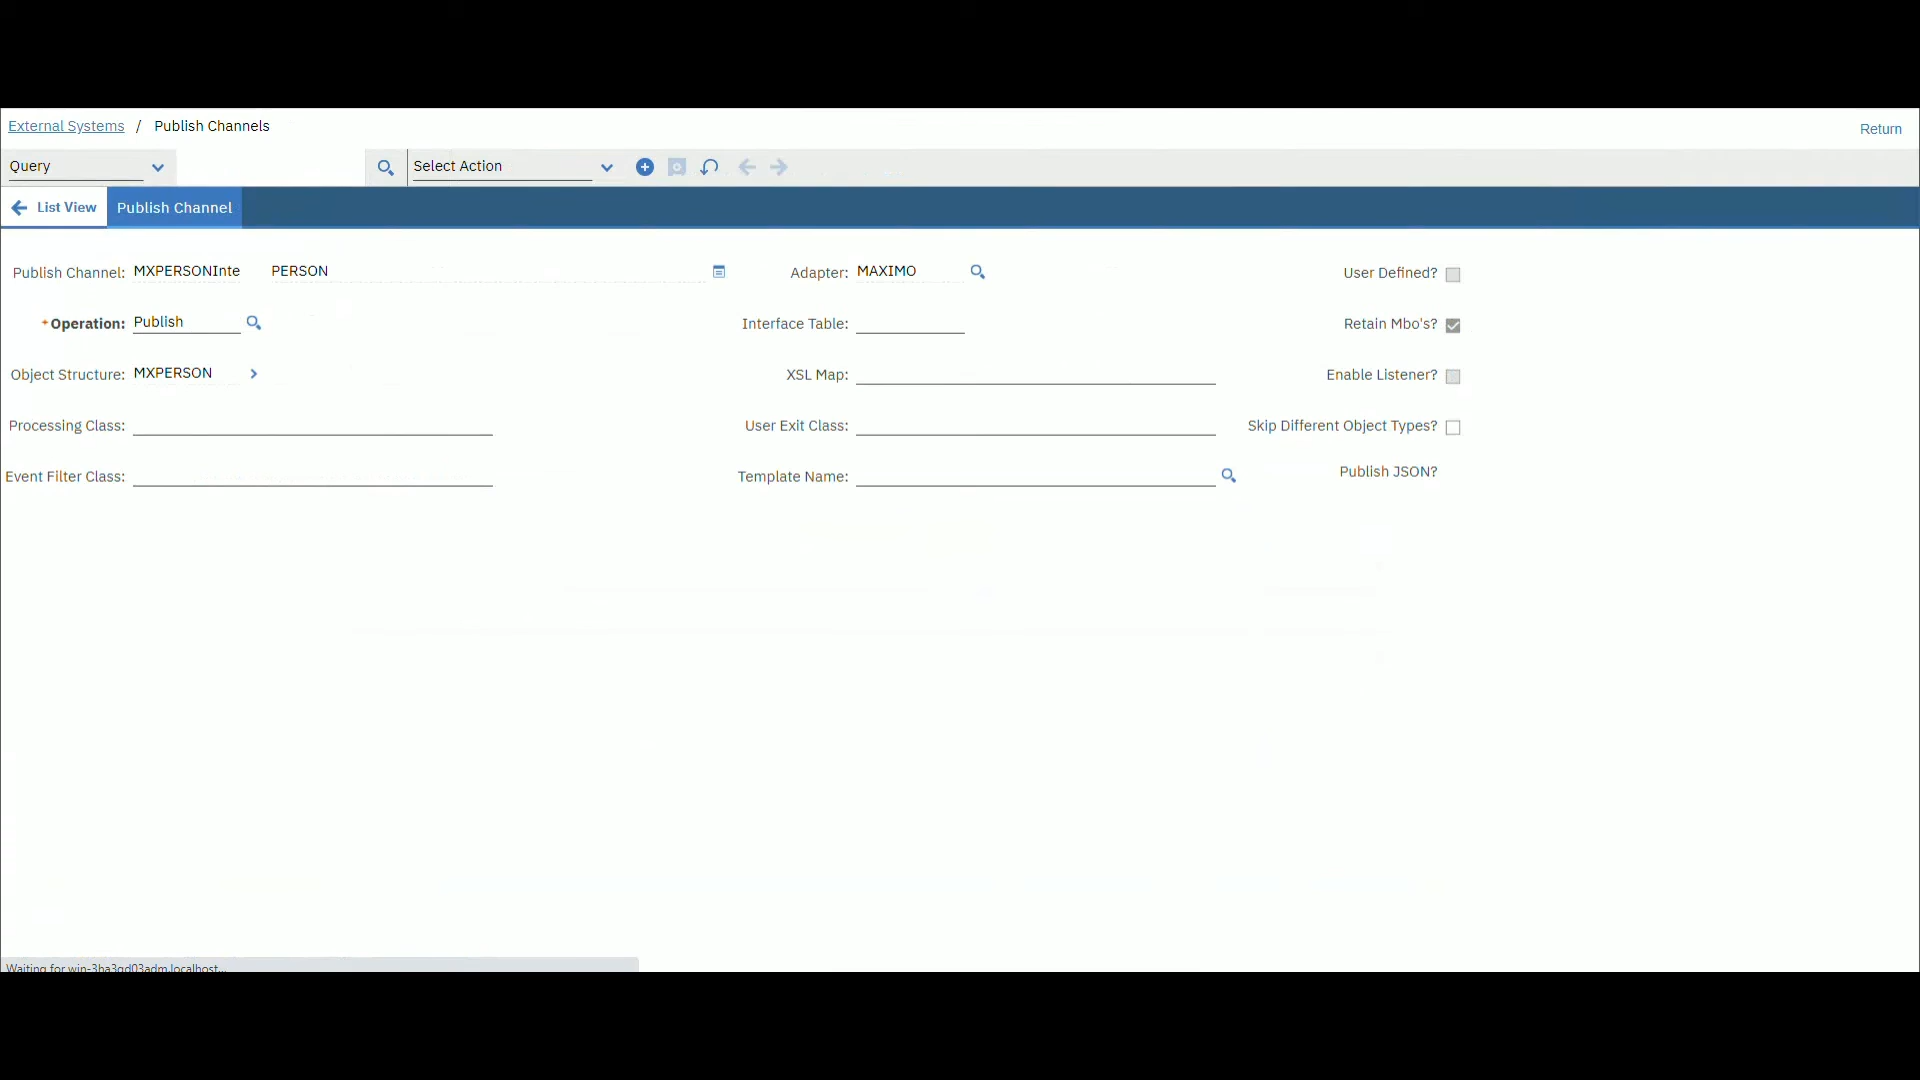 External Systems / Publish Channels
Return
Query
Select Action
List View
Publish Channel
Publish Channel: MXPERSONInte PERSON
Adapter: MAXIMO
User Defined?
*Operation: Publish
Interface Table:
Retain Mbo's?
Object Structure: MXPERSON
XSL Map:
Enable Listener?
Processing Class:
User Exit Class:
Skip Different Object Types?
Event Filter Class:
Template Name:
Publish JSON?
Waiting for win-3ha3qd03adm.localhost...